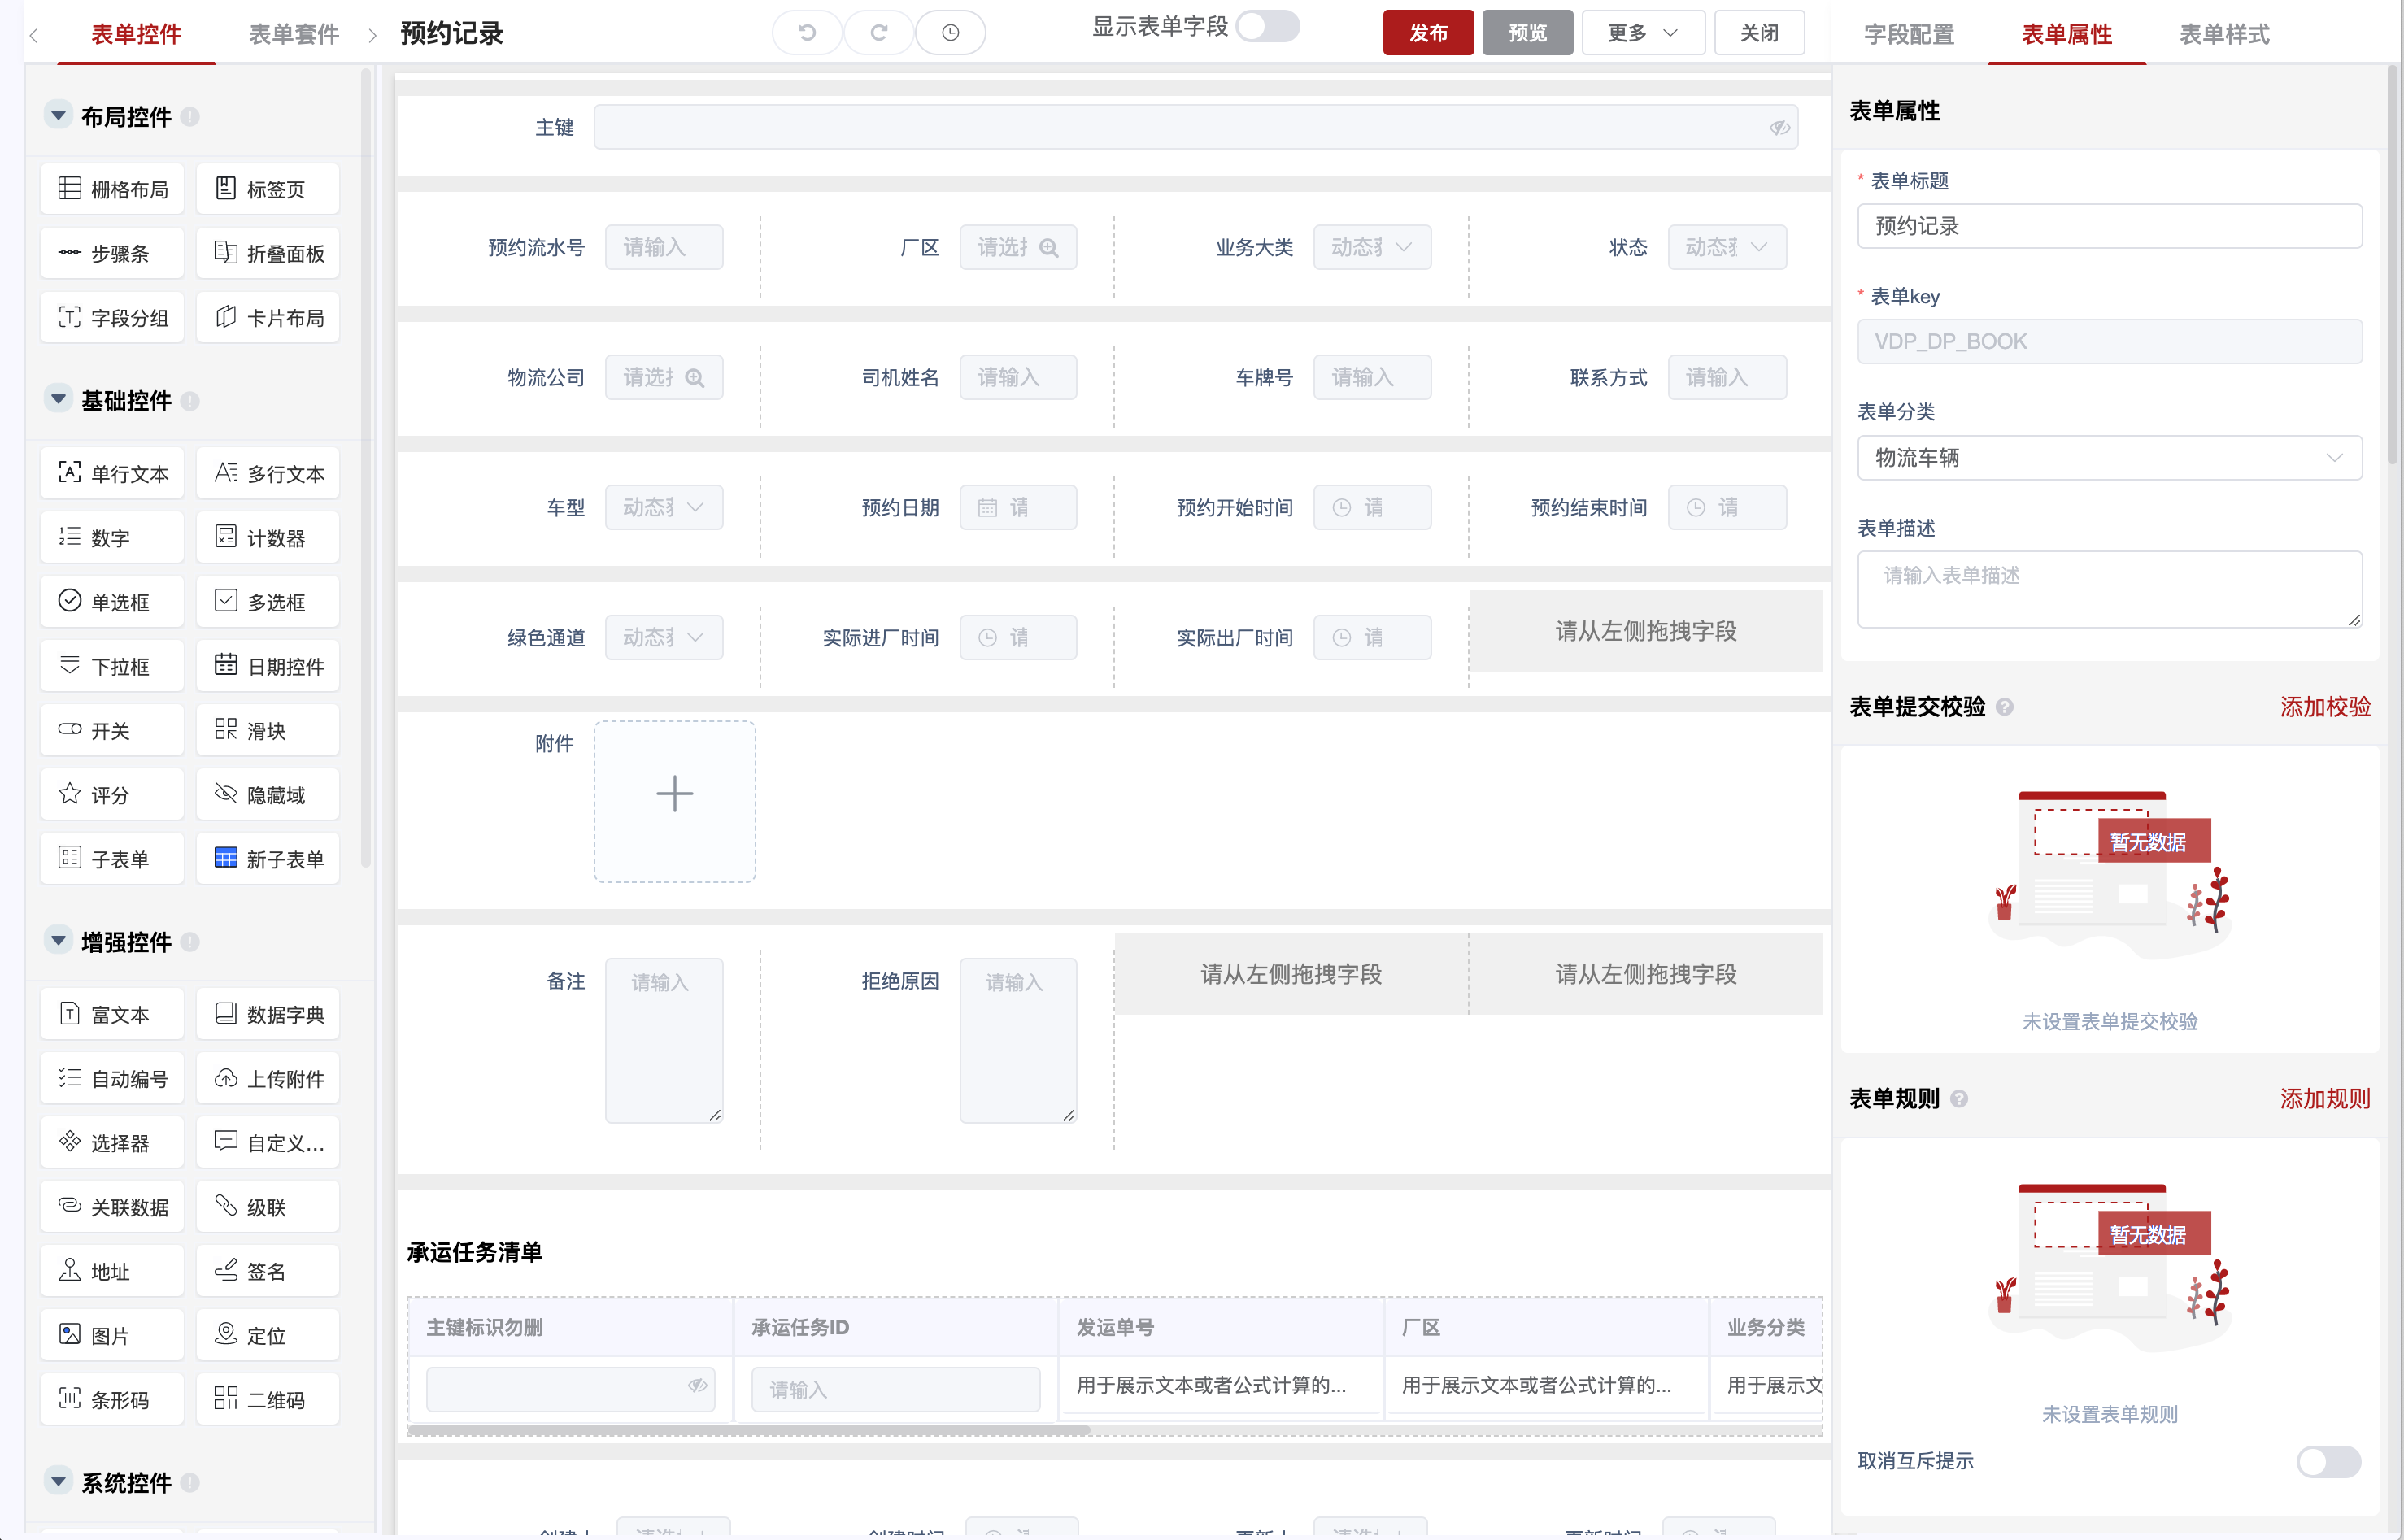 表单控件 表单套件 预约记录 显示表单字段 发布 预览 更多 关闭 字段配置 表单属性 表单样式
布局控件
栅格布局 标签页
步骤条 折叠面板
字段分组 卡片布局
基础控件
单行文本 多行文本
数字 计数器
单选框 多选框
下拉框 日期控件
开关 滑块
评分 隐藏域
子表单 新子表单
增强控件
富文本 数据字典
自动编号 上传附件
选择器 自定义...
关联数据 级联
地址 签名
图片 定位
条形码 二维码
系统控件
主键
预约流水号 请输入 厂区 请选 业务大类 动态 状态 动态
物流公司 请选 司机姓名 请输入 车牌号 请输入 联系方式 请输入
车型 动态 预约日期 请 预约开始时间 请 预约结束时间 请
绿色通道 动态 实际进厂时间 请 实际出厂时间 请 请从左侧拖拽字段
附件
备注 请输入 拒绝原因 请输入 请从左侧拖拽字段 请从左侧拖拽字段
承运任务清单
主键标识勿删 承运任务ID 发运单号 厂区 业务分类
请输入 用于展示文本或者公式计算的... 用于展示文本或者公式计算的... 用于展示文
表单属性
* 表单标题
预约记录
* 表单key
VDP_DP_BOOK
表单分类
物流车辆
表单描述
请输入表单描述
表单提交校验 添加校验
暂无数据
未设置表单提交校验
表单规则 添加规则
暂无数据
未设置表单规则
取消互斥提示